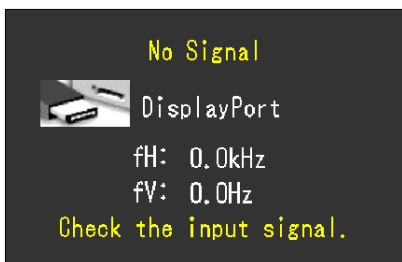 No Signal
DisplayPort
fH: 0.0kHz
fV: 0.0Hz
Check the input signal.